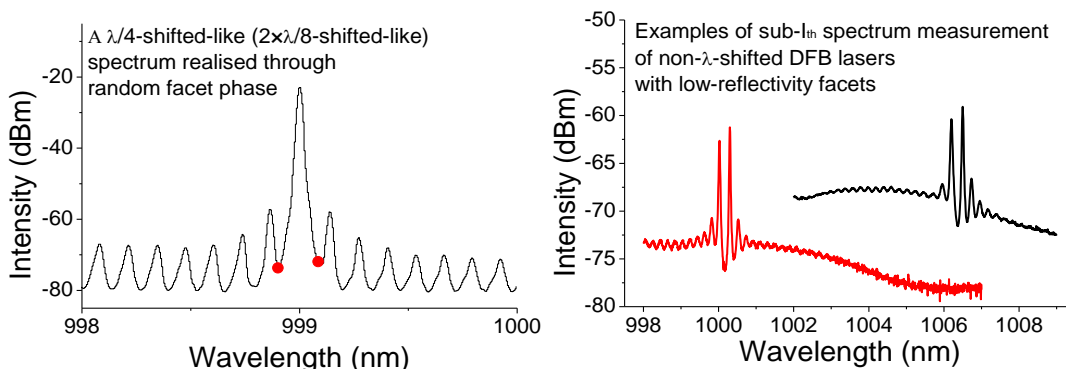 A λ/4-shifted-like (2×λ/8-shifted-like)
spectrum realised through
random facet phase
Intensity (dBm)
-20
-40
-60
-80
998
999
1000
Wavelength (nm)
Examples of sub-Ith spectrum measurement
of non-λ-shifted DFB lasers
with low-reflectivity facets
Intensity (dBm)
-50
-55
-60
-65
-70
-75
-80
998
1000
1002
1004
1006
1008
Wavelength (nm)